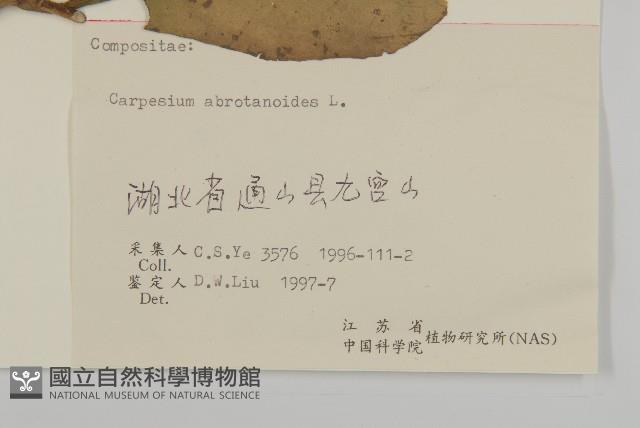 Compositae:
Carpesium abrotanoides L.
湖北省通山县九宫山
采集人 C.S.Ye 3576 1996-111-2
Coll.
鉴定人 D.W.Liu 1997-7
Det.
江苏省
中国科学院植物研究所(NAS)
國立自然科學博物館
NATIONAL MUSEUM OF NATURAL SCIENCE